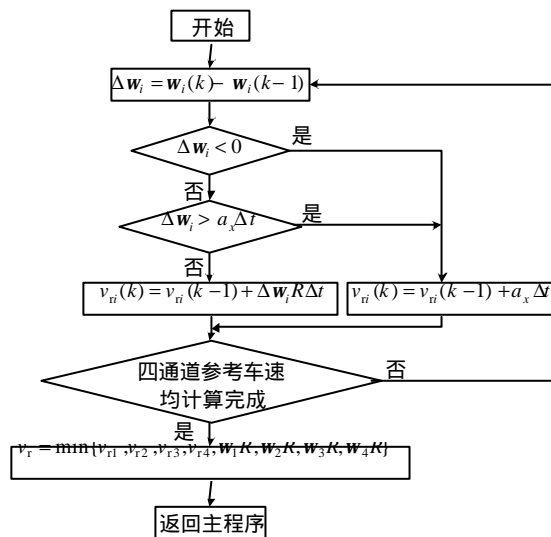 开始
Δw_i = w_i(k) - w_i(k-1)
Δw_i < 0
是
否
Δw_i > a_x Δt
是
否
v_ri(k) = v_ri(k-1) + Δw_i RΔt
v_ri(k) = v_ri(k-1) + a_x Δt
四通道参考车速
均计算完成
否
是
v_r = min{v_r1, v_r2, v_r3, v_r4, w_1R, w_2R, w_3R, w_4R}
返回主程序